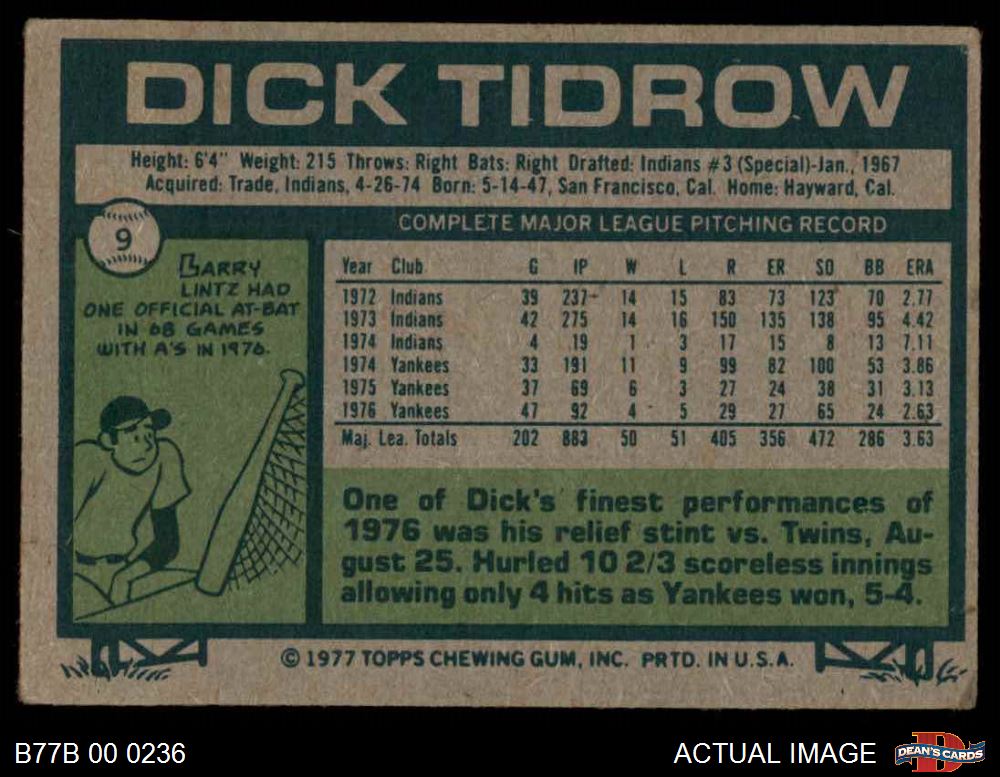 DICK TIDROW
Height: 6'4" Weight: 215 Throws: Right Bats: Right Drafted: Indians #3 (Special)-Jan., 1967
Acquired: Trade, Indians, 4-26-74 Born: 5-14-47, San Francisco, Cal. Home: Hayward, Cal.
9
COMPLETE MAJOR LEAGUE PITCHING RECORD
LARRY
LINTZ HAD
ONE OFFICIAL AT-BAT
IN 68 GAMES
WITH A'S IN 1976.
Year Club G IP W L R ER SO BB ERA
1972 Indians 39 237 14 15 83 73 123 70 2.77
1973 Indians 42 275 14 16 150 135 138 95 4.42
1974 Indians 4 19 1 3 17 15 8 13 7.11
1974 Yankees 33 191 11 9 99 82 100 53 3.86
1975 Yankees 37 69 6 3 27 24 38 31 3.13
1976 Yankees 47 92 4 5 29 27 65 24 2.63
Maj. Lea. Totals 202 883 50 51 405 356 472 286 3.63
One of Dick's finest performances of
1976 was his relief stint vs. Twins, Au-
gust 25. Hurled 10 2/3 scoreless innings
allowing only 4 hits as Yankees won, 5-4.
© 1977 TOPPS CHEWING GUM, INC. PRTD. IN U.S.A.
B77B 00 0236
ACTUAL IMAGE
DEAN'S CARDS